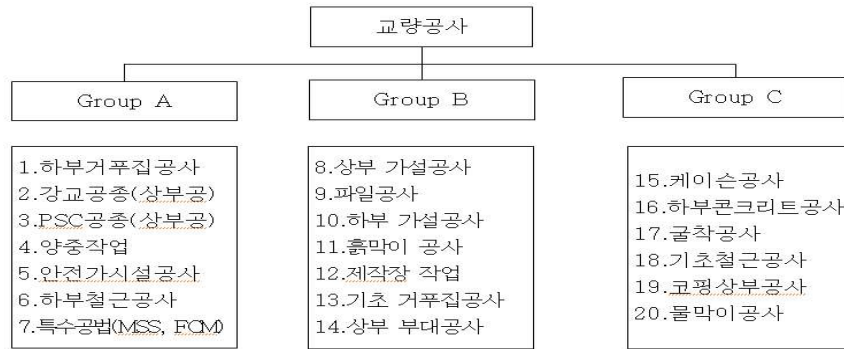 교량공사
Group A
Group B
Group C
1.하부거푸집공사
2.강교공종(상부공)
3.PSC공종(상부공)
4.양중작업
5.안전가시설공사
6.하부철근공사
7.특수공법(MSS, FCM)
8.상부 가설공사
9.파일공사
10.하부 가설공사
11.흙막이 공사
12.제작장 작업
13.기초 거푸집공사
14.상부 부대공사
15.케이슨공사
16.하부콘크리트공사
17.굴착공사
18.기초철근공사
19.코핑상부공사
20.물막이공사